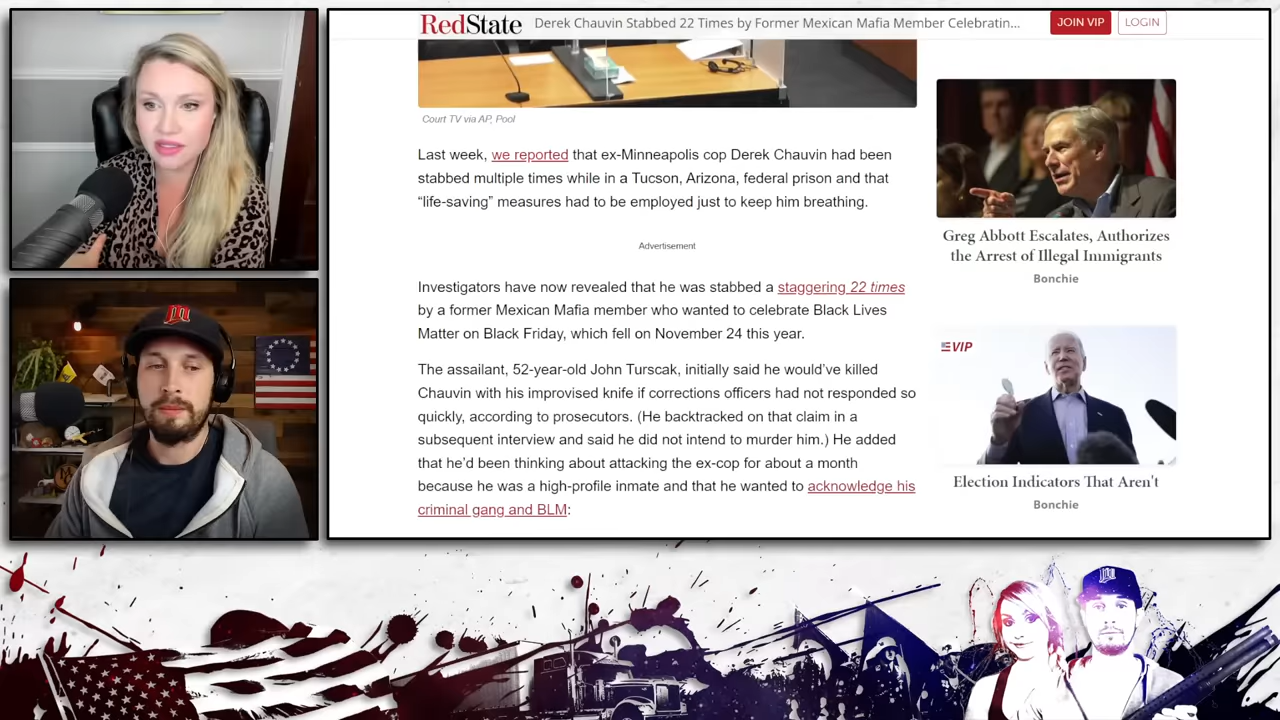 RedState
Derek Chauvin Stabbed 22 Times by Former Mexican Mafia Member Celebratin...
JOIN VIP
LOGIN
Court TV via AP, Pool
Last week, we reported that ex-Minneapolis cop Derek Chauvin had been
stabbed multiple times while in a Tucson, Arizona, federal prison and that
“life-saving” measures had to be employed just to keep him breathing.
Advertisement
Investigators have now revealed that he was stabbed a staggering 22 times
by a former Mexican Mafia member who wanted to celebrate Black Lives
Matter on Black Friday, which fell on November 24 this year.
The assailant, 52-year-old John Turscak, initially said he would’ve killed
Chauvin with his improvised knife if corrections officers had not responded so
quickly, according to prosecutors. (He backtracked on that claim in a
subsequent interview and said he did not intend to murder him.) He added
that he’d been thinking about attacking the ex-cop for about a month
because he was a high-profile inmate and that he wanted to acknowledge his
criminal gang and BLM:
Greg Abbott Escalates, Authorizes
the Arrest of Illegal Immigrants
Bonchie
VIP
Election Indicators That Aren't
Bonchie